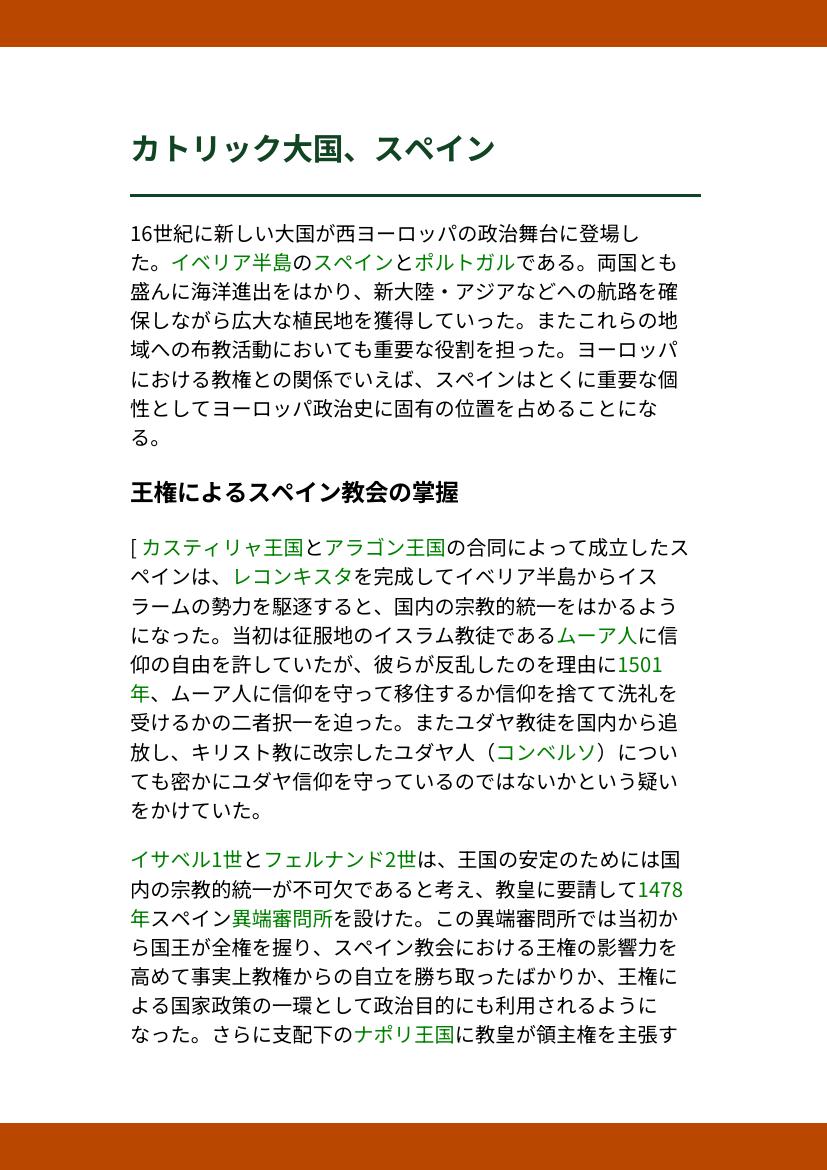 カトリック大国、スペイン
16世紀に新しい大国が西ヨーロッパの政治舞台に登場し
た。イベリア半島のスペインとポルトガルである。両国とも
盛んに海洋進出をはかり、新大陸・アジアなどへの航路を確
保しながら広大な植民地を獲得していった。またこれらの地
域への布教活動においても重要な役割を担った。ヨーロッパ
における教権との関係でいえば、スペインはとくに重要な個
性としてヨーロッパ政治史に固有の位置を占めることにな
る。
王権によるスペイン教会の掌握
[ カスティリャ王国とアラゴン王国の合同によって成立したス
ペインは、レコンキスタを完成してイベリア半島からイス
ラームの勢力を駆逐すると、国内の宗教的統一をはかるよう
になった。当初は征服地のイスラム教徒であるムーア人に信
仰の自由を許していたが、彼らが反乱したのを理由に1501
年、ムーア人に信仰を守って移住するか信仰を捨てて洗礼を
受けるかの二者択一を迫った。またユダヤ教徒を国内から追
放し、キリスト教に改宗したユダヤ人（コンベルソ）につい
ても密かにユダヤ信仰を守っているのではないかという疑い
をかけていた。
イサベル1世とフェルナンド2世は、王国の安定のためには国
内の宗教的統一が不可欠であると考え、教皇に要請して1478
年スペイン異端審問所を設けた。この異端審問所では当初か
ら国王が全権を握り、スペイン教会における王権の影響力を
高めて事実上教権からの自立を勝ち取ったばかりか、王権に
よる国家政策の一環として政治目的にも利用されるように
なった。さらに支配下のナポリ王国に教皇が領主権を主張す